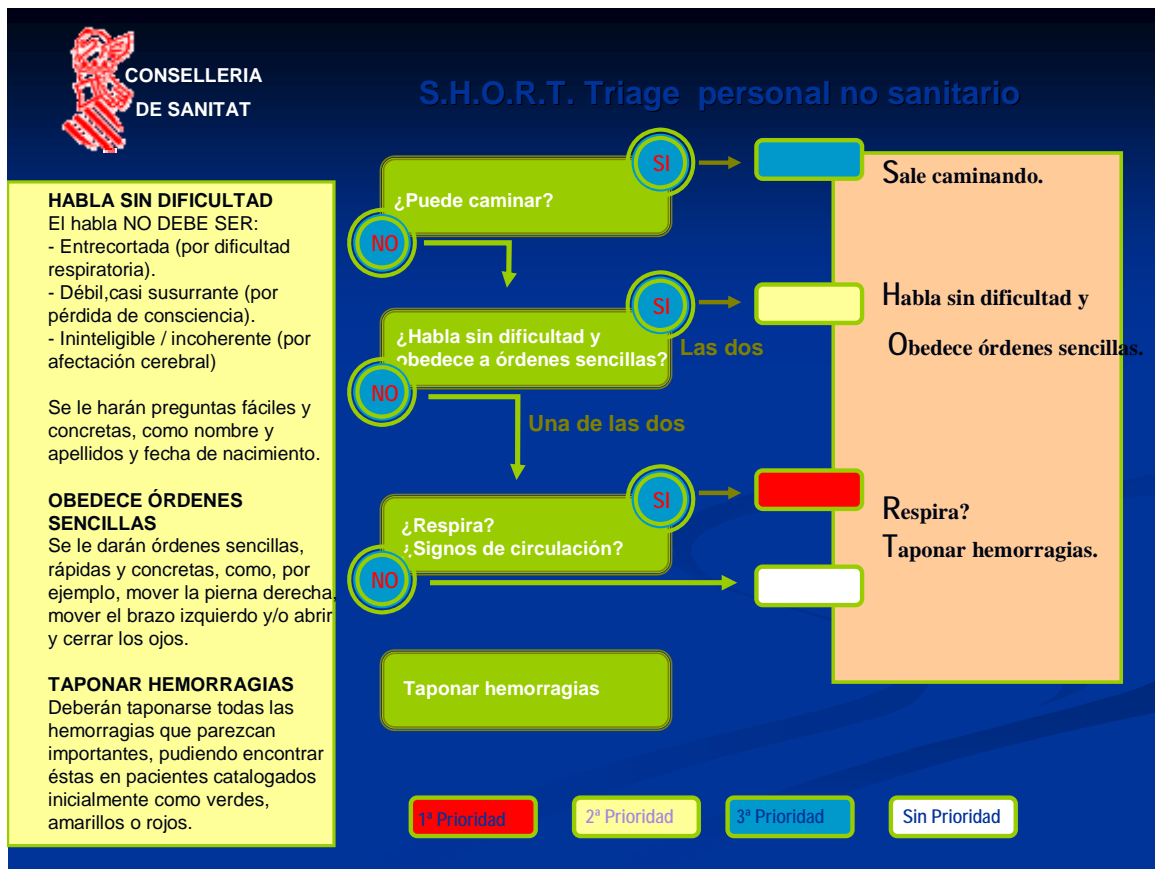 CONSELLERIA
DE SANITAT
S.H.O.R.T. Triage personal no sanitario
HABLA SIN DIFICULTAD
El habla NO DEBE SER:
- Entrecortada (por dificultad
respiratoria).
- Débil,casi susurrante (por
pérdida de consciencia).
- Ininteligible / incoherente (por
afectación cerebral)
Se le harán preguntas fáciles y
concretas, como nombre y
apellidos y fecha de nacimiento.
OBEDECE ÓRDENES
SENCILLAS
Se le darán órdenes sencillas,
rápidas y concretas, como, por
ejemplo, mover la pierna derecha,
mover el brazo izquierdo y/o abrir
y cerrar los ojos.
TAPONAR HEMORRAGIAS
Deberán taponarse todas las
hemorragias que parezcan
importantes, pudiendo encontrar
éstas en pacientes catalogados
inicialmente como verdes,
amarillos o rojos.
SI
¿Puede caminar?
NO
SI
¿Habla sin dificultad y
obedece a órdenes sencillas?
Las dos
NO
Una de las dos
SI
¿Respira?
¿Signos de circulación?
NO
Taponar hemorragias
Sale caminando.
Habla sin dificultad y
Obedece órdenes sencillas.
Respira?
Taponar hemorragias.
1ª Prioridad
2ª Prioridad
3ª Prioridad
Sin Prioridad